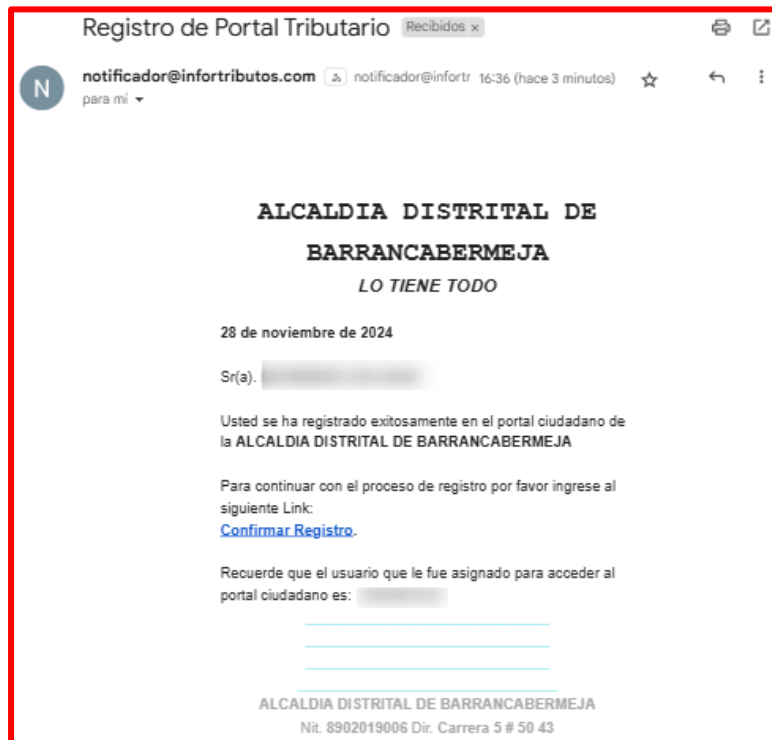 Registro de Portal Tributario Recibidos x
N
notificador@infortributos.com notificador@infortr 16:36 (hace 3 minutos)
para mí
ALCALDIA DISTRITAL DE
BARRANCABERMEJA
LO TIENE TODO
28 de noviembre de 2024
Sr(a).
Usted se ha registrado exitosamente en el portal ciudadano de
la ALCALDIA DISTRITAL DE BARRANCABERMEJA
Para continuar con el proceso de registro por favor ingrese al
siguiente Link:
Confirmar Registro.
Recuerde que el usuario que le fue asignado para acceder al
portal ciudadano es:
ALCALDIA DISTRITAL DE BARRANCABERMEJA
Nit. 8902019006 Dir. Carrera 5 # 50 43